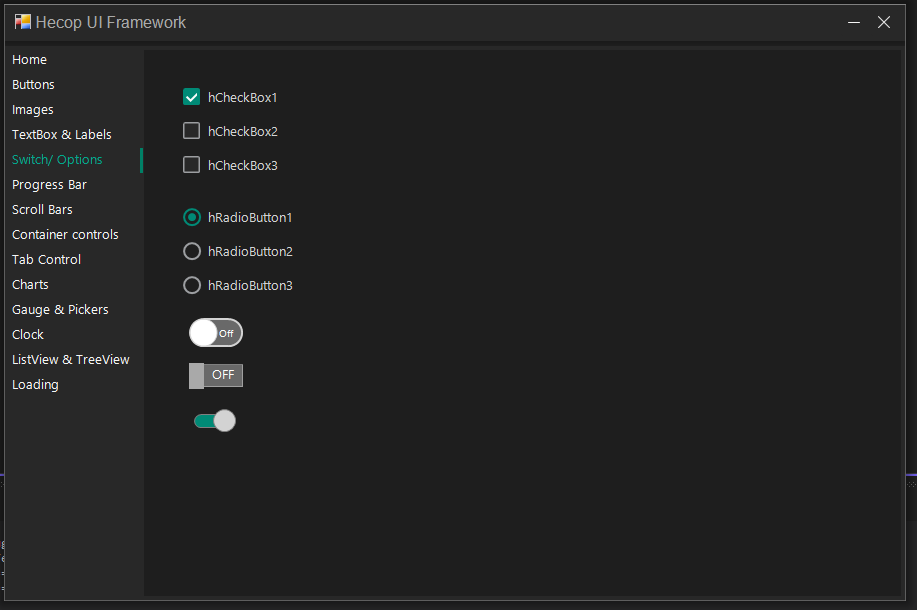 Hecop UI Framework
Home
Buttons
Images
TextBox & Labels
Switch/ Options
Progress Bar
Scroll Bars
Container controls
Tab Control
Charts
Gauge & Pickers
Clock
ListView & TreeView
Loading
hCheckBox1
hCheckBox2
hCheckBox3
hRadioButton1
hRadioButton2
hRadioButton3
Off
OFF